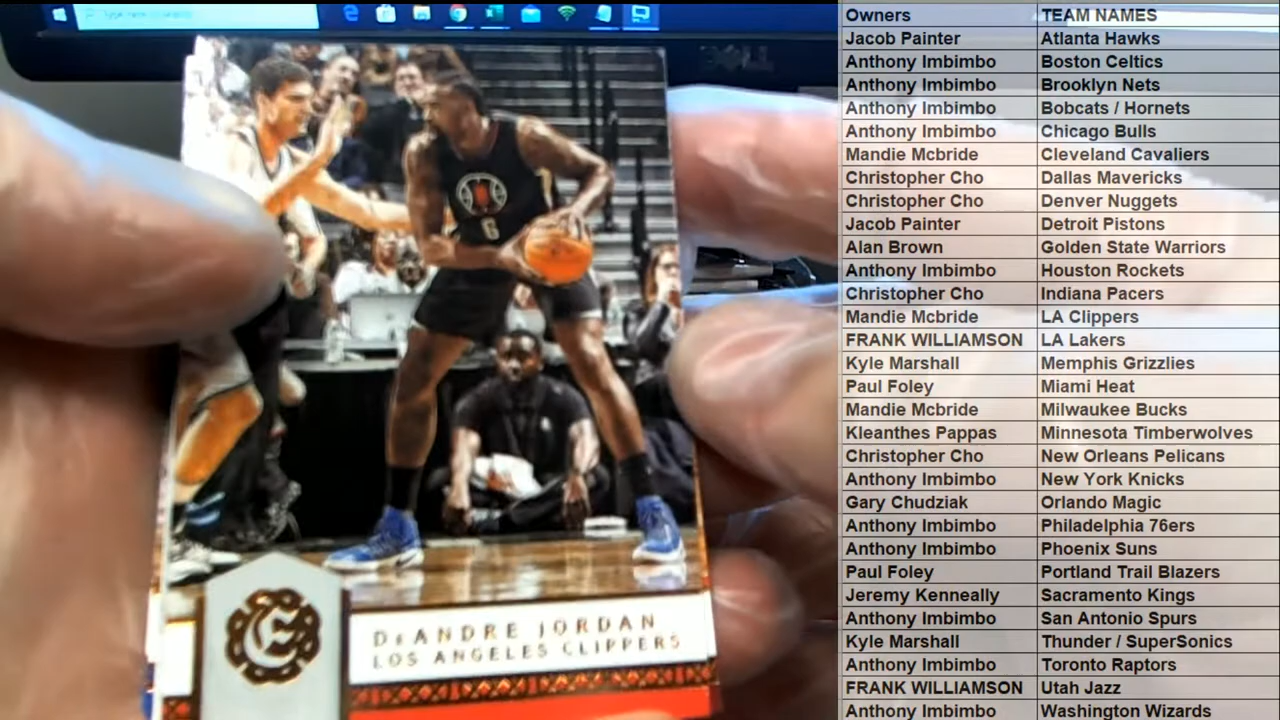 DeANDRE JORDAN
LOS ANGELES CLIPPERS
6
DELL
Owners TEAM NAMES
Jacob Painter Atlanta Hawks
Anthony Imbimbo Boston Celtics
Anthony Imbimbo Brooklyn Nets
Anthony Imbimbo Bobcats / Hornets
Anthony Imbimbo Chicago Bulls
Mandie Mcbride Cleveland Cavaliers
Christopher Cho Dallas Mavericks
Christopher Cho Denver Nuggets
Jacob Painter Detroit Pistons
Alan Brown Golden State Warriors
Anthony Imbimbo Houston Rockets
Christopher Cho Indiana Pacers
Mandie Mcbride LA Clippers
FRANK WILLIAMSON LA Lakers
Kyle Marshall Memphis Grizzlies
Paul Foley Miami Heat
Mandie Mcbride Milwaukee Bucks
Kleanthes Pappas Minnesota Timberwolves
Christopher Cho New Orleans Pelicans
Anthony Imbimbo New York Knicks
Gary Chudziak Orlando Magic
Anthony Imbimbo Philadelphia 76ers
Anthony Imbimbo Phoenix Suns
Paul Foley Portland Trail Blazers
Jeremy Kenneally Sacramento Kings
Anthony Imbimbo San Antonio Spurs
Kyle Marshall Thunder / SuperSonics
Anthony Imbimbo Toronto Raptors
FRANK WILLIAMSON Utah Jazz
Anthony Imbimbo Washington Wizards